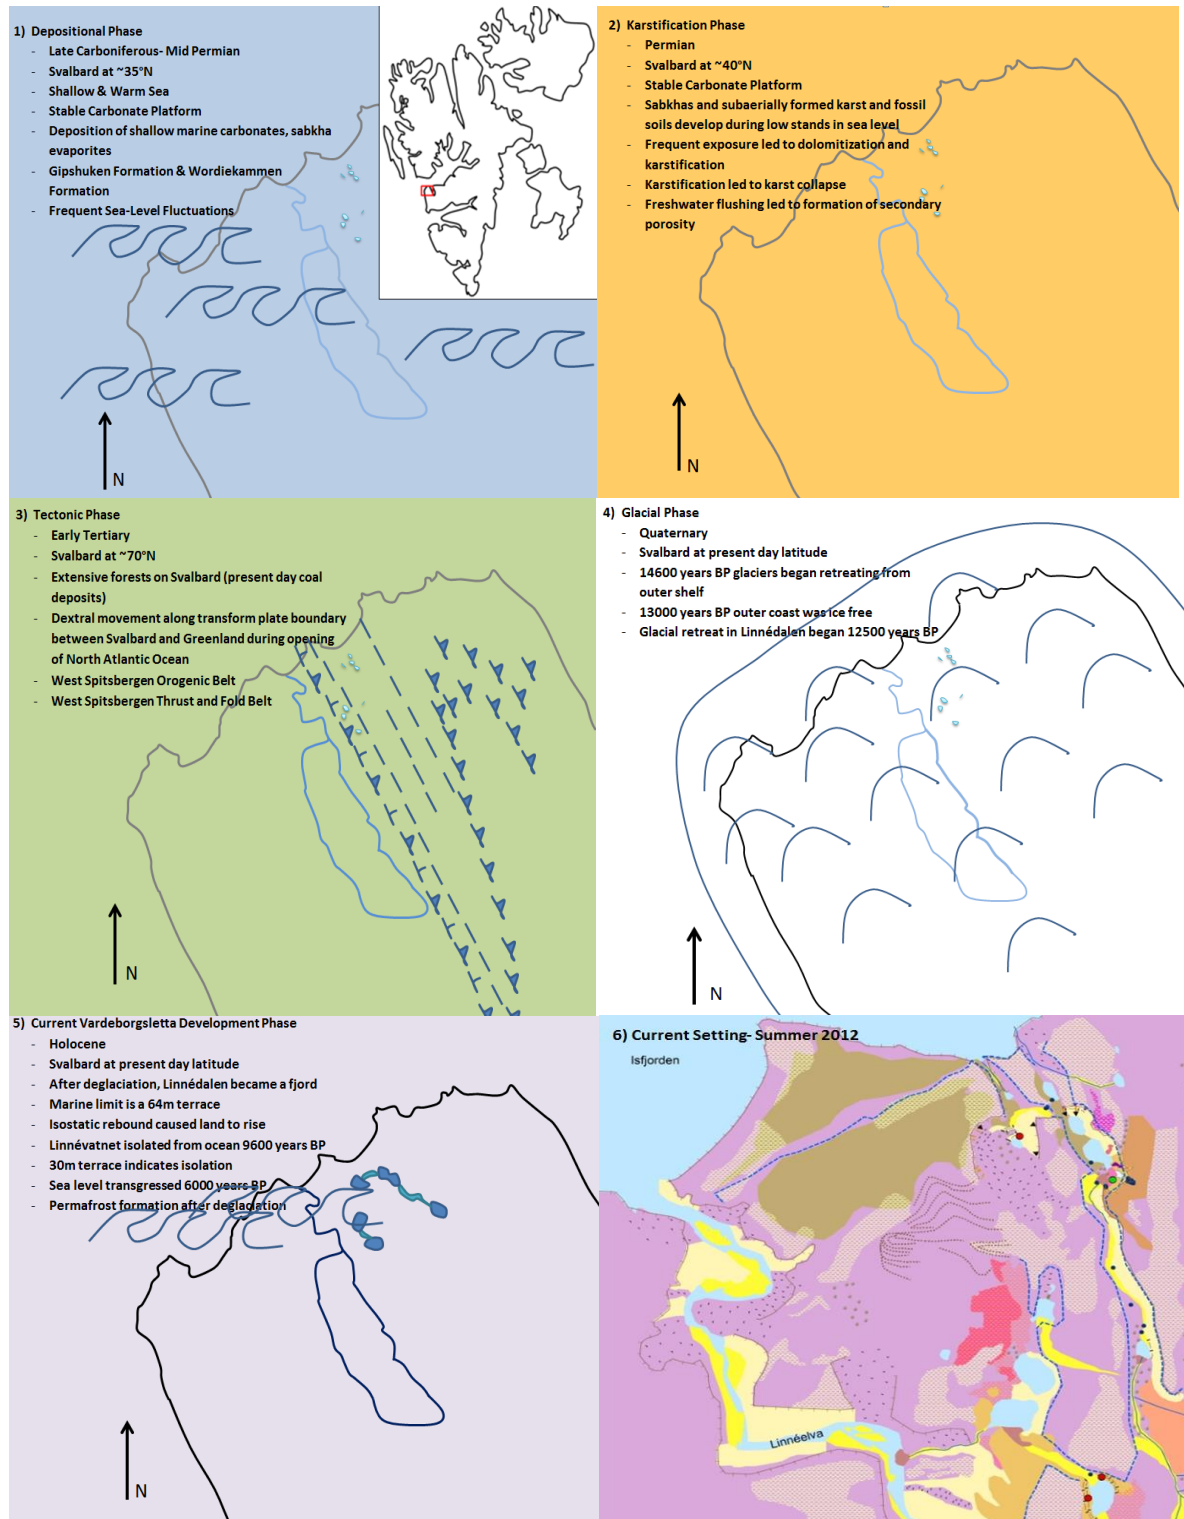 1) Depositional Phase
- Late Carboniferous- Mid Permian
- Svalbard at ~35°N
- Shallow & Warm Sea
- Stable Carbonate Platform
- Deposition of shallow marine carbonates, sabkha
evaporites
- Gipshuken Formation & Wordiekammen
Formation
- Frequent Sea-Level Fluctuations
N
2) Karstification Phase
- Permian
- Svalbard at ~40°N
- Stable Carbonate Platform
- Sabkhas and subaerially formed karst and fossil
soils develop during low stands in sea level
- Frequent exposure led to dolomitization and
karstification
- Karstification led to karst collapse
- Freshwater flushing led to formation of secondary
porosity
N
3) Tectonic Phase
- Early Tertiary
- Svalbard at ~70°N
- Extensive forests on Svalbard (present day coal
deposits)
- Dextral movement along transform plate boundary
between Svalbard and Greenland during opening
of North Atlantic Ocean
- West Spitsbergen Orogenic Belt
- West Spitsbergen Thrust and Fold Belt
N
4) Glacial Phase
- Quaternary
- Svalbard at present day latitude
- 14600 years BP glaciers began retreating from
outer shelf
- 13000 years BP outer coast was ice free
- Glacial retreat in Linnédalen began 12500 years BP
N
5) Current Vardeborgsletta Development Phase
- Holocene
- Svalbard at present day latitude
- After deglaciation, Linnédalen became a fjord
- Marine limit is a 64m terrace
- Isostatic rebound caused land to rise
- Linnévatnet isolated from ocean 9600 years BP
- 30m terrace indicates isolation
- Sea level transgressed 6000 years BP
- Permafrost formation after deglaciation
N
6) Current Setting- Summer 2012
Isfjorden
Linnéelva